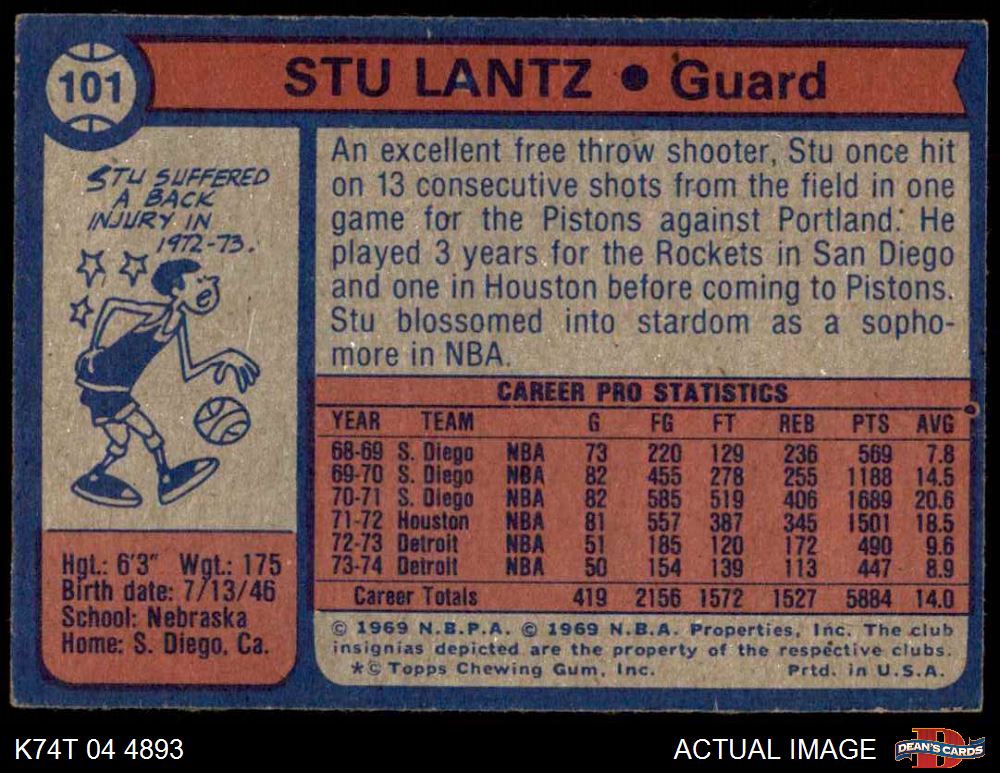 101
STU LANTZ • Guard
STU SUFFERED
A BACK
INJURY IN
1972-73.
An excellent free throw shooter, Stu once hit
on 13 consecutive shots from the field in one
game for the Pistons against Portland. He
played 3 years for the Rockets in San Diego
and one in Houston before coming to Pistons.
Stu blossomed into stardom as a sopho-
more in NBA.
CAREER PRO STATISTICS
YEAR TEAM G FG FT REB PTS AVG
68-69 S. Diego NBA 73 220 129 236 569 7.8
69-70 S. Diego NBA 82 455 278 255 1188 14.5
70-71 S. Diego NBA 82 585 519 406 1689 20.6
71-72 Houston NBA 81 557 387 345 1501 18.5
72-73 Detroit NBA 51 185 120 172 490 9.6
73-74 Detroit NBA 50 154 139 113 447 8.9
Career Totals 419 2156 1572 1527 5884 14.0
Hgt.: 6'3" Wgt.: 175
Birth date: 7/13/46
School: Nebraska
Home: S. Diego, Ca.
© 1969 N.B.P.A. © 1969 N.B.A. Properties, Inc. The club
insignias depicted are the property of the respective clubs.
*© Topps Chewing Gum, Inc. Prtd. in U.S.A.
K74T 04 4893
ACTUAL IMAGE
D
DEAN'S CARDS